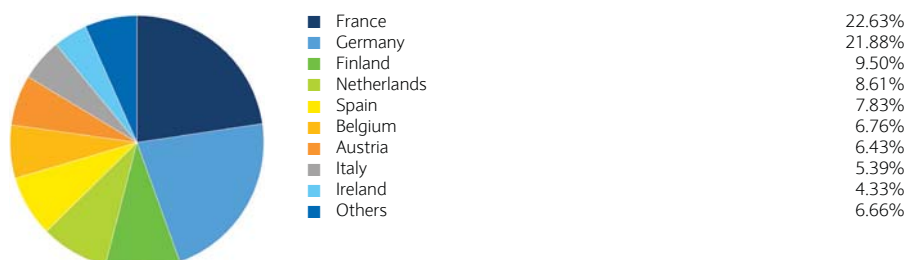 France 22.63%
Germany 21.88%
Finland 9.50%
Netherlands 8.61%
Spain 7.83%
Belgium 6.76%
Austria 6.43%
Italy 5.39%
Ireland 4.33%
Others 6.66%